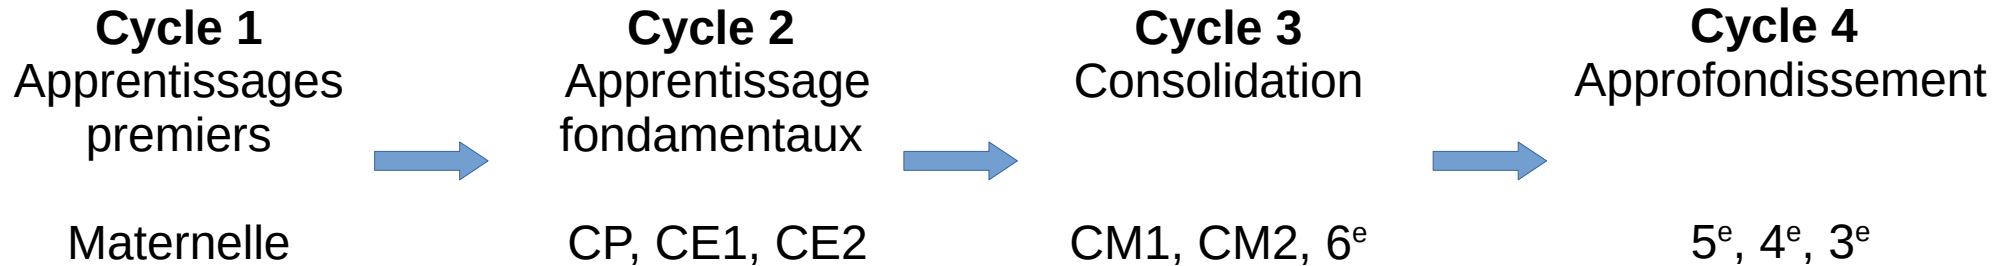 Cycle 1
Apprentissages
premiers
Maternelle
Cycle 2
Apprentissage
fondamentaux
CP, CE1, CE2
Cycle 3
Consolidation
CM1, CM2, 6ᵉ
Cycle 4
Approfondissement
5ᵉ, 4ᵉ, 3ᵉ